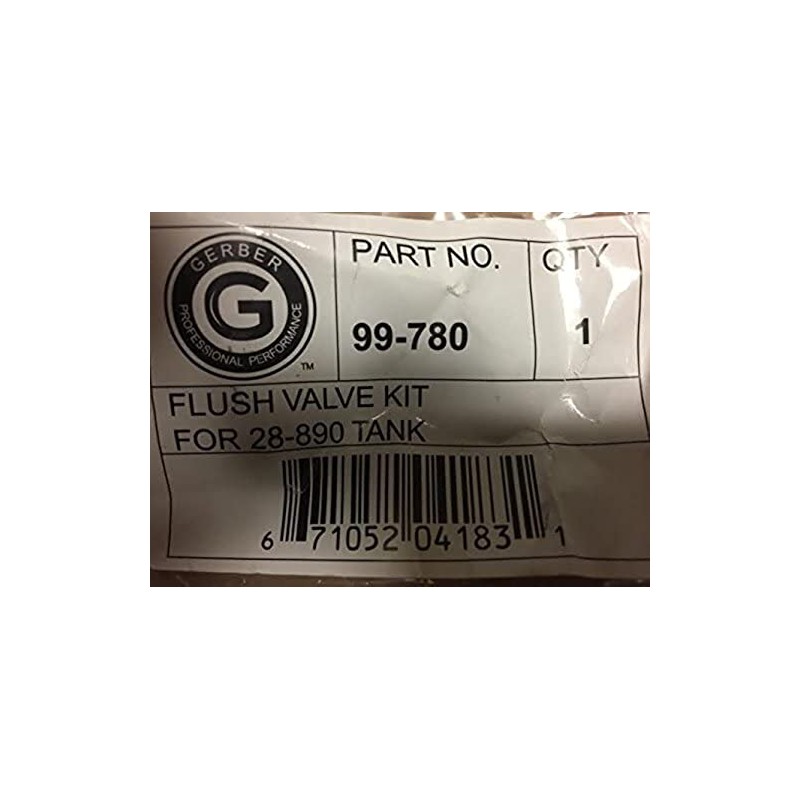 GERBER
G
PROFESSIONAL PERFORMANCE
TM
PART NO.
99-780
QTY
1
FLUSH VALVE KIT
FOR 28-890 TANK
6 71052 04183 1